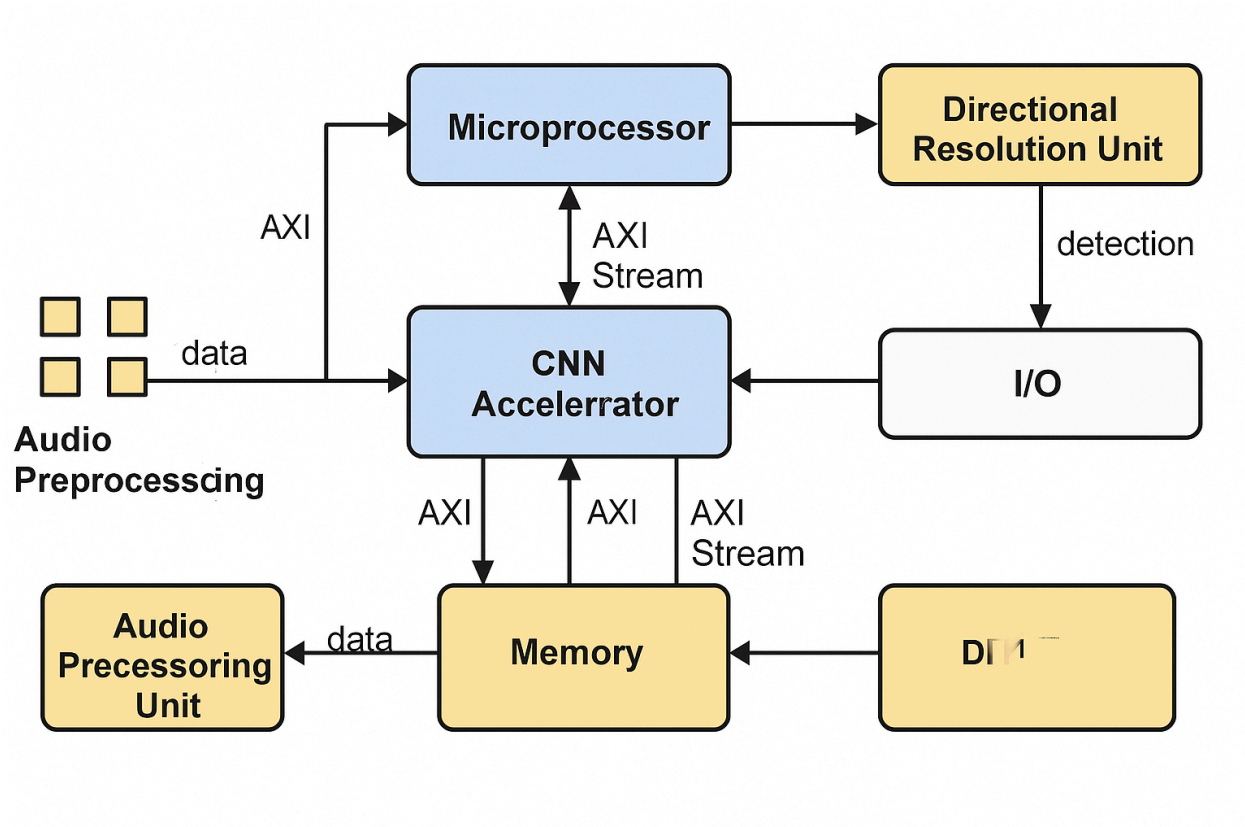 Microprocessor
Directional
Resolution Unit
AXI
AXI
Stream
detection
data
CNN
Accelerrator
I/O
Audio
Preprocesscing
AXI
AXI
AXI
Stream
Audio
Precessoring
Unit
data
Memory